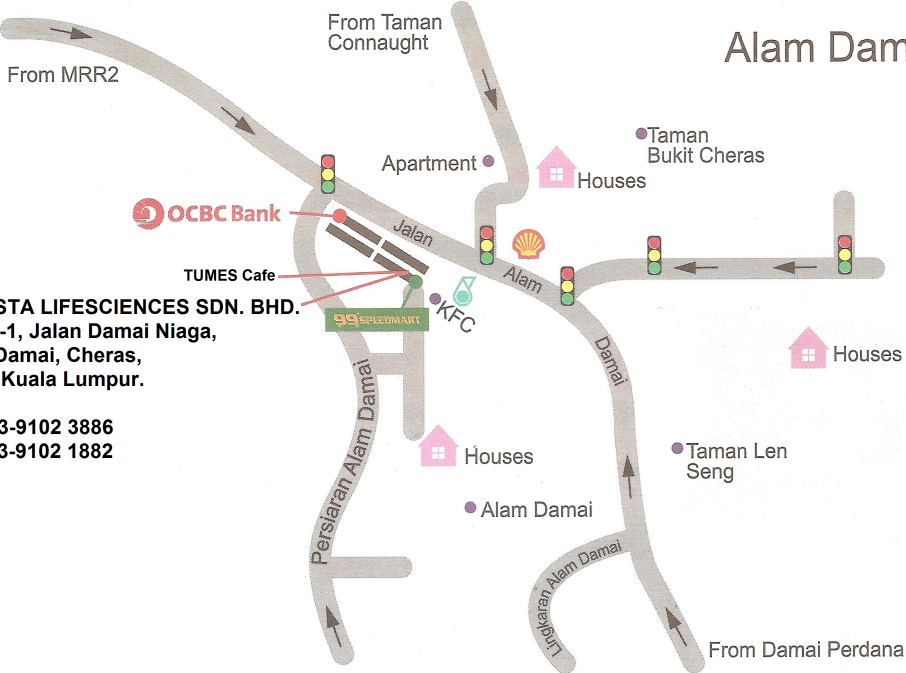 From Taman
Connaught
Alam Dam
From MRR2
Taman
Bukit Cheras
Apartment
Houses
OCBC Bank
Jalan
Alam
Damai
TUMES Cafe
STA LIFESCIENCES SDN. BHD.
-1, Jalan Damai Niaga,
Damai, Cheras,
Kuala Lumpur.
3-9102 3886
3-9102 1882
99 SPEEDMART
KFC
Houses
Persiaran Alam Damai
Houses
Taman Len
Seng
Alam Damai
Lingkaran Alam Damai
From Damai Perdana